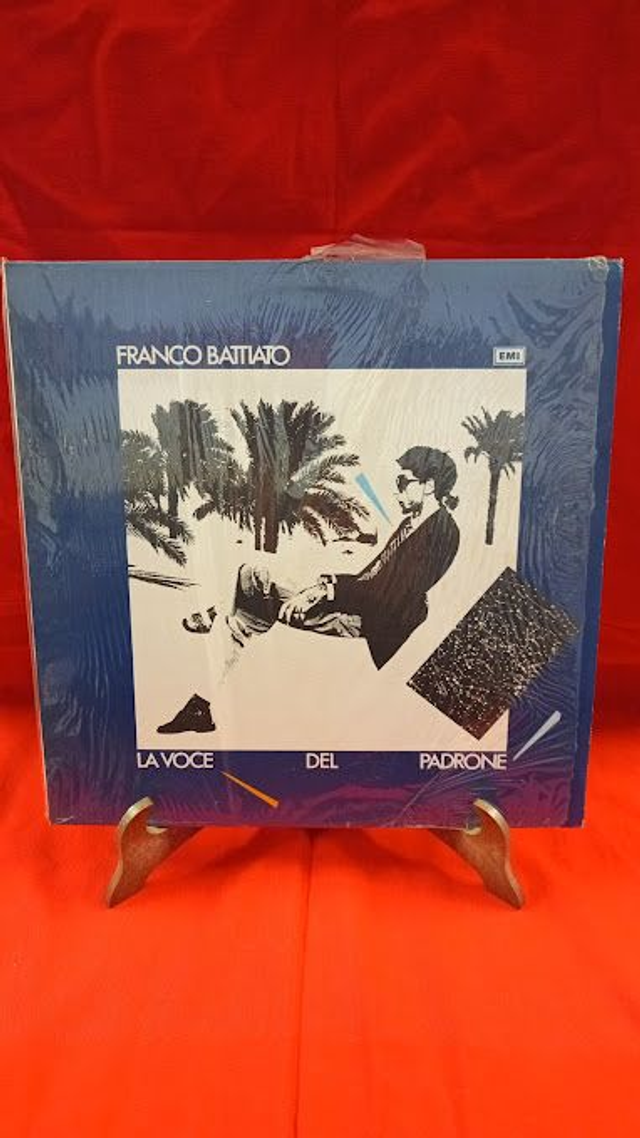 FRANCO BATTIATO
EMI
LA VOCE DEL PADRONE